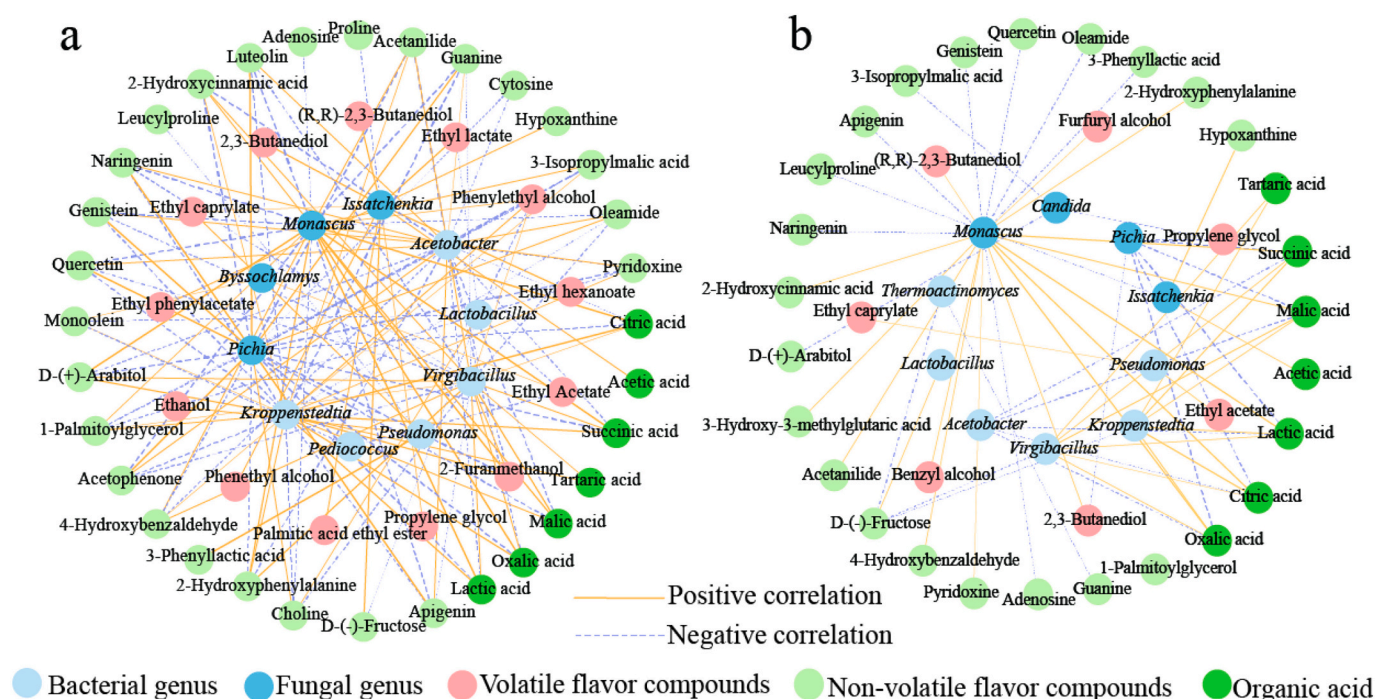 a
b
Proline
Adenosine
Acetanilide
Luteolin
Guanine
2-Hydroxycinnamic acid
Cytosine
Leucylproline
(R,R)-2,3-Butanediol
2,3-Butanediol
Ethyl lactate
Hypoxanthine
Naringenin
3-Isopropylmalic acid
Issatchenkia
Phenylethyl alcohol
Genistein
Ethyl caprylate
Monascus
Oleamide
Acetobacter
Quercetin
Byssochlamys
Pyridoxine
Ethyl phenylacetate
Ethyl hexanoate
Monoolein
Lactobacillus
Citric acid
Pichia
D-(+)-Arabitol
Virgibacillus
Acetic acid
Ethanol
Ethyl Acetate
Kroppenstedtia
1-Palmitoylglycerol
Pseudomonas
Succinic acid
Pediococcus
Acetophenone
2-Furanmethanol
Phenethyl alcohol
Tartaric acid
4-Hydroxybenzaldehyde
Propylene glycol
Malic acid
Palmitic acid ethyl ester
3-Phenyllactic acid
Oxalic acid
2-Hydroxyphenylalanine
Lactic acid
Choline
Apigenin
D-(-)-Fructose
Quercetin
Oleamide
Genistein
3-Phenyllactic acid
3-Isopropylmalic acid
2-Hydroxyphenylalanine
Apigenin
Furfuryl alcohol
Hypoxanthine
Leucylproline
(R,R)-2,3-Butanediol
Tartaric acid
Candida
Naringenin
Monascus
Pichia
Propylene glycol
Succinic acid
2-Hydroxycinnamic acid
Thermoactinomyces
Issatchenkia
Ethyl caprylate
Malic acid
D-(+)-Arabitol
Lactobacillus
Pseudomonas
Acetic acid
3-Hydroxy-3-methylglutaric acid
Acetobacter
Ethyl acetate
Kroppenstedtia
Lactic acid
Virgibacillus
Acetanilide
Benzyl alcohol
Citric acid
D-(-)-Fructose
2,3-Butanediol
Oxalic acid
4-Hydroxybenzaldehyde
1-Palmitoylglycerol
Pyridoxine
Guanine
Adenosine
Positive correlation
Negative correlation
Bacterial genus
Fungal genus
Volatile flavor compounds
Non-volatile flavor compounds
Organic acid